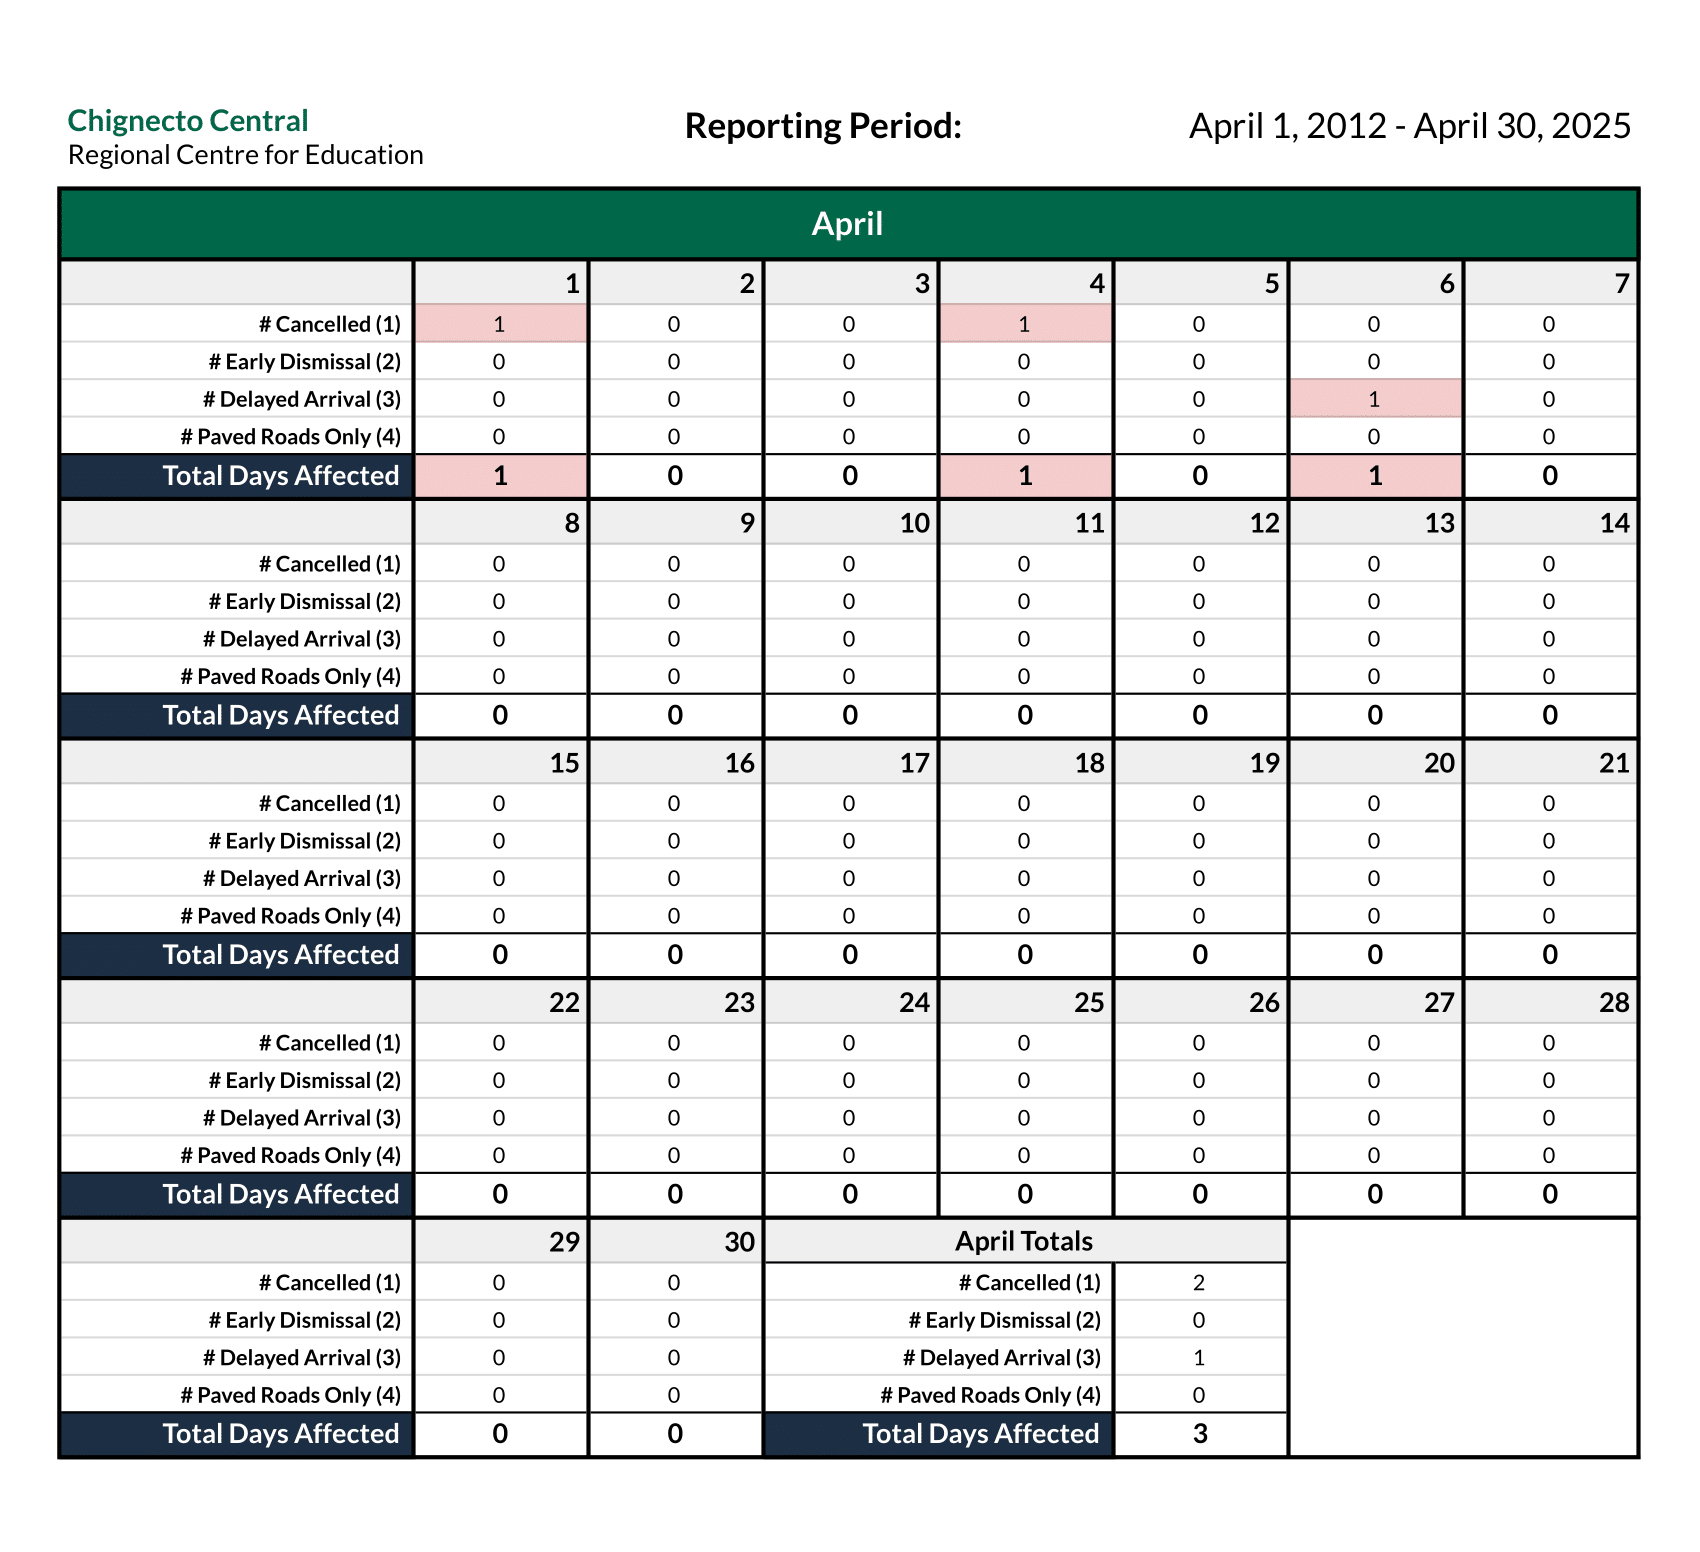 Chignecto Central
Regional Centre for Education
Reporting Period:
April 1, 2012 - April 30, 2025
April
1 2 3 4 5 6 7
# Cancelled (1) 1 0 0 1 0 0 0
# Early Dismissal (2) 0 0 0 0 0 0 0
# Delayed Arrival (3) 0 0 0 0 0 1 0
# Paved Roads Only (4) 0 0 0 0 0 0 0
Total Days Affected 1 0 0 1 0 1 0
8 9 10 11 12 13 14
# Cancelled (1) 0 0 0 0 0 0 0
# Early Dismissal (2) 0 0 0 0 0 0 0
# Delayed Arrival (3) 0 0 0 0 0 0 0
# Paved Roads Only (4) 0 0 0 0 0 0 0
Total Days Affected 0 0 0 0 0 0 0
15 16 17 18 19 20 21
# Cancelled (1) 0 0 0 0 0 0 0
# Early Dismissal (2) 0 0 0 0 0 0 0
# Delayed Arrival (3) 0 0 0 0 0 0 0
# Paved Roads Only (4) 0 0 0 0 0 0 0
Total Days Affected 0 0 0 0 0 0 0
22 23 24 25 26 27 28
# Cancelled (1) 0 0 0 0 0 0 0
# Early Dismissal (2) 0 0 0 0 0 0 0
# Delayed Arrival (3) 0 0 0 0 0 0 0
# Paved Roads Only (4) 0 0 0 0 0 0 0
Total Days Affected 0 0 0 0 0 0 0
29 30 April Totals
# Cancelled (1) 0 0 # Cancelled (1) 2
# Early Dismissal (2) 0 0 # Early Dismissal (2) 0
# Delayed Arrival (3) 0 0 # Delayed Arrival (3) 1
# Paved Roads Only (4) 0 0 # Paved Roads Only (4) 0
Total Days Affected 0 0 Total Days Affected 3